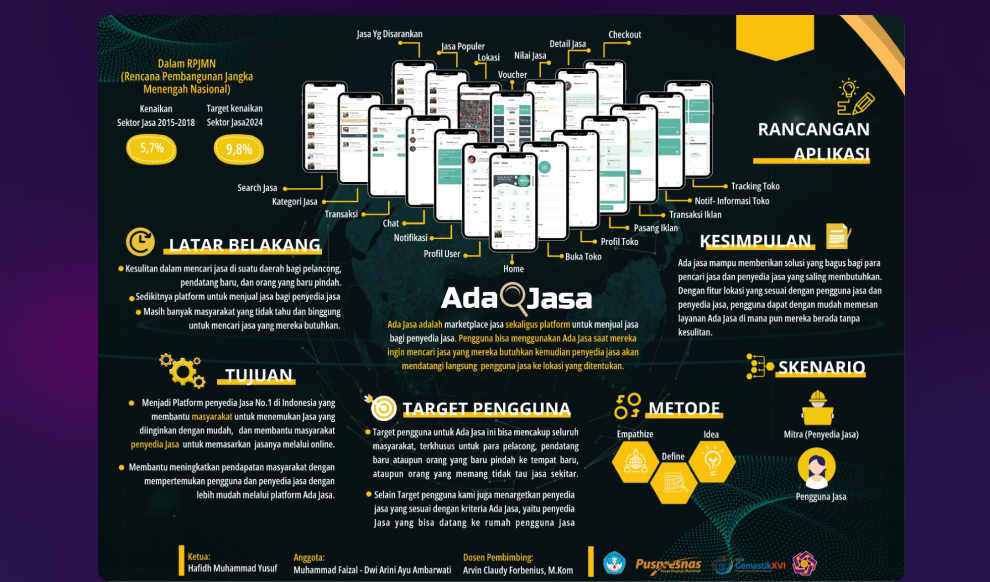 Dalam RPJMN
(Rencana Pembangunan Jangka
Menengah Nasional)
Kenaikan
Sektor Jasa 2015-2018
5,7%
Target kenaikan
Sektor Jasa2024
9,8%
Jasa Yg Disarankan
Jasa Populer
Lokasi
Voucher
Nilai Jasa
Detail Jasa
Checkout
Search Jasa
Kategori Jasa
Transaksi
Chat
Notifikasi
Profil User
Home
Buka Toko
Profil Toko
Pasang Iklan
Transaksi Iklan
Notif- Informasi Toko
Tracking Toko
RANCANGAN
APLIKASI
LATAR BELAKANG
Kesulitan dalam mencari jasa di suatu daerah bagi pelancong,
pendatang baru, dan orang yang baru pindah.
Sedikitnya platform untuk menjual jasa bagi penyedia jasa
Masih banyak masyarakat yang tidak tahu dan binggung
untuk mencari jasa yang mereka butuhkan.
Ada Jasa
Ada Jasa adalah marketplace jasa sekaligus platform untuk menjual jasa
bagi penyedia jasa. Pengguna bisa menggunakan Ada Jasa saat mereka
ingin mencari jasa yang mereka butuhkan kemudian penyedia jasa akan
mendatangi langsung pengguna jasa ke lokasi yang ditentukan.
KESIMPULAN
Ada jasa mampu memberikan solusi yang bagus bagi para
pencari jasa dan penyedia jasa yang saling membutuhkan.
Dengan fitur lokasi yang sesuai dengan pengguna jasa dan
penyedia jasa, pengguna dapat dengan mudah memesan
layanan Ada Jasa di mana pun mereka berada tanpa
kesulitan.
TUJUAN
Menjadi Platform penyedia Jasa No.1 di Indonesia yang
membantu masyarakat untuk menemukan Jasa yang
diinginkan dengan mudah, dan membantu masyarakat
penyedia Jasa untuk memasarkan jasanya melalui online.
Membantu meningkatkan pendapatan masyarakat dengan
mempertemukan pengguna dan penyedia jasa dengan
lebih mudah melalui platform Ada Jasa.
TARGET PENGGUNA
Target pengguna untuk Ada Jasa ini bisa mencakup seluruh
masyarakat, terkhusus untuk para pelacong, pendatang
baru ataupun orang yang baru pindah ke tempat baru,
ataupun orang yang memang tidak tau jasa sekitar.
Selain Target pengguna kami juga menargetkan penyedia
jasa yang sesuai dengan kriteria Ada Jasa, yaitu penyedia
Jasa yang bisa datang ke rumah pengguna Jasa
METODE
Empathize
Define
Idea
SKENARIO
Mitra (Penyedia Jasa)
Pengguna Jasa
Ketua:
Hafidh Muhammad Yusuf
Anggota:
Muhammad Faizal - Dwi Arini Ayu Ambarwati
Dosen Pembimbing:
Arvin Claudy Forbenius, M.Kom
Puspresnas
GemastikXVI